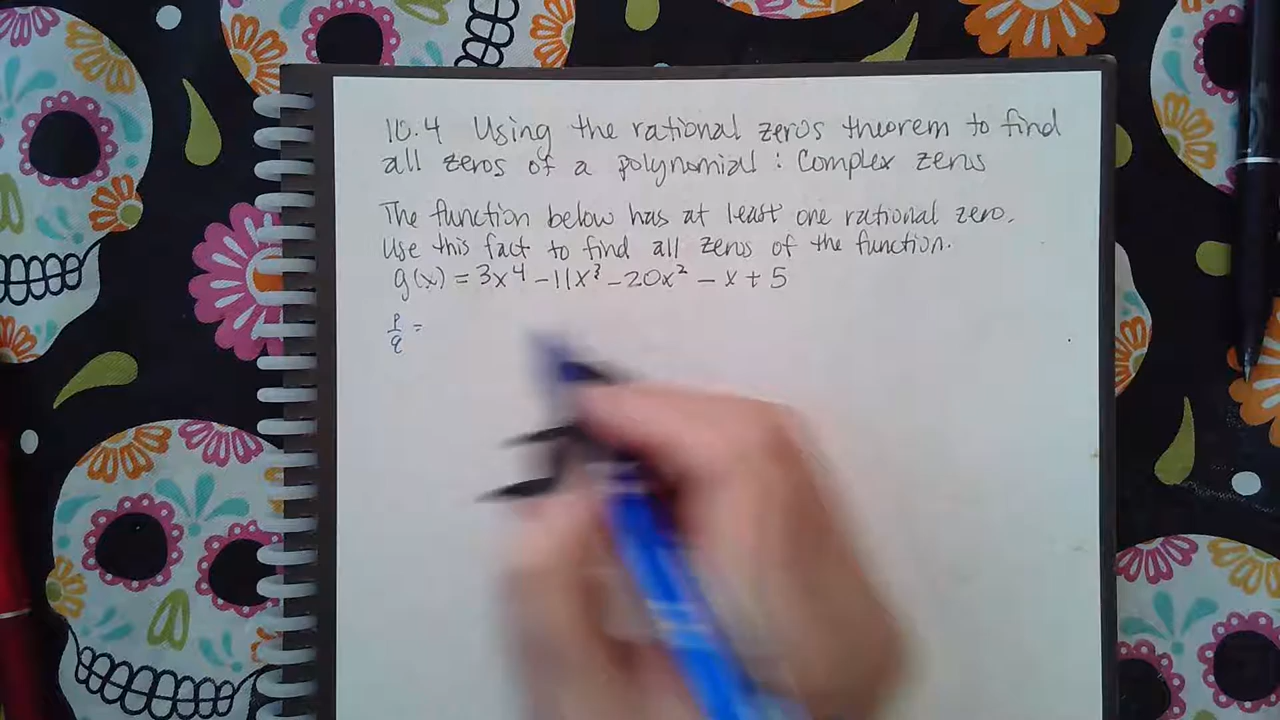 10.4 Using the rational zeros theorem to find
all zeros of a polynomial : Complex zeros
The function below has at least one rational zero.
Use this fact to find all zeros of the function.
g(x) = 3x⁴ - 11x³ - 20x² - x + 5
p/q =